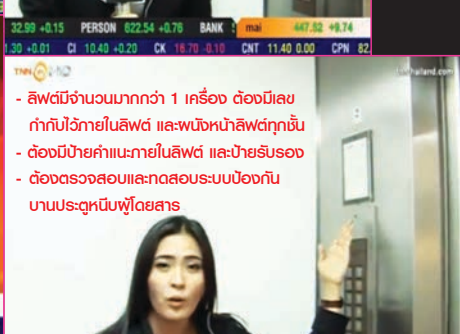 32.99 +0.15 PERSON 622.54 +0.76 BANK mai 447.52 +9.74
.30 +0.01 CI 10.40 +0.20 CK 16.70 -0.10 CNT 11.40 0.00 CPN 82.
TNN HD
- ลิฟต์มีจำนวนมากกว่า 1 เครื่อง ต้องมีเลข
กำกับไว้ภายในลิฟต์ และผนังหน้าลิฟต์ทุกชั้น
- ต้องมีป้ายคำแนะภายในลิฟต์ และป้ายรับรอง
- ต้องตรวจสอบและทดสอบระบบป้องกัน
บานประตูหนีบผู้โดยสาร